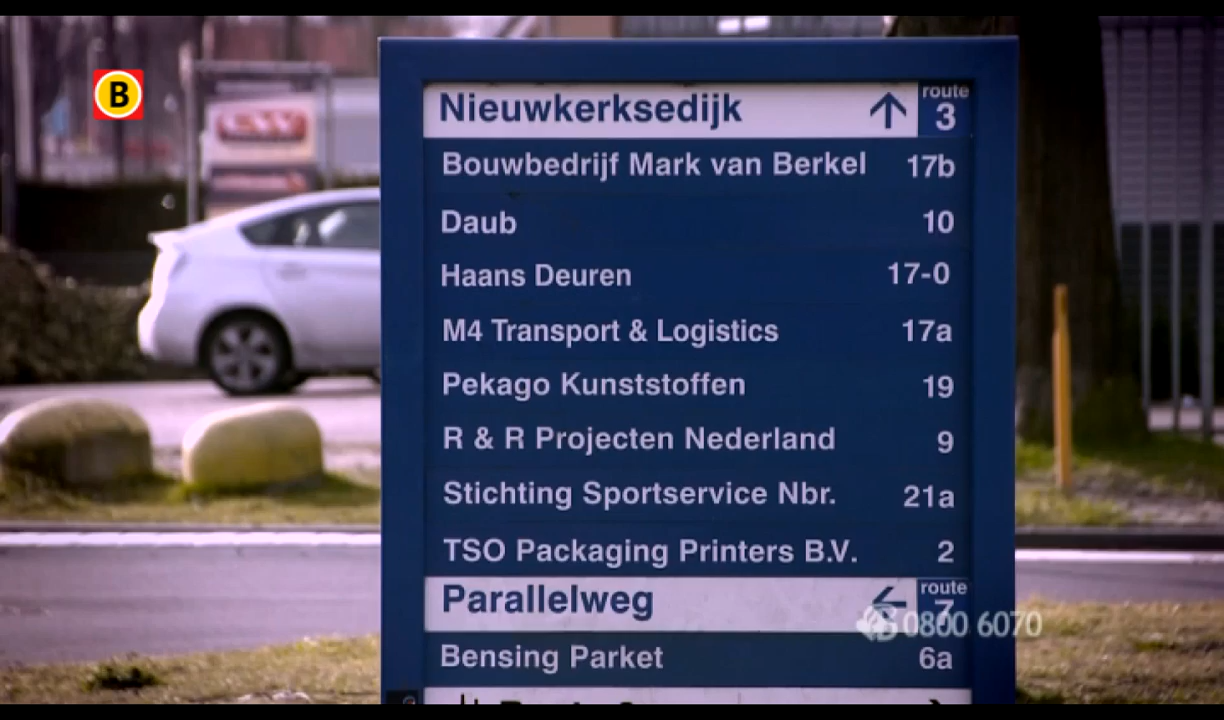 B
Nieuwkerksedijk route 3
Bouwbedrijf Mark van Berkel 17b
Daub 10
Haans Deuren 17-0
M4 Transport & Logistics 17a
Pekago Kunststoffen 19
R & R Projecten Nederland 9
Stichting Sportservice Nbr. 21a
TSO Packaging Printers B.V. 2
Parallelweg route 7
0800 6070
Bensing Parket 6a